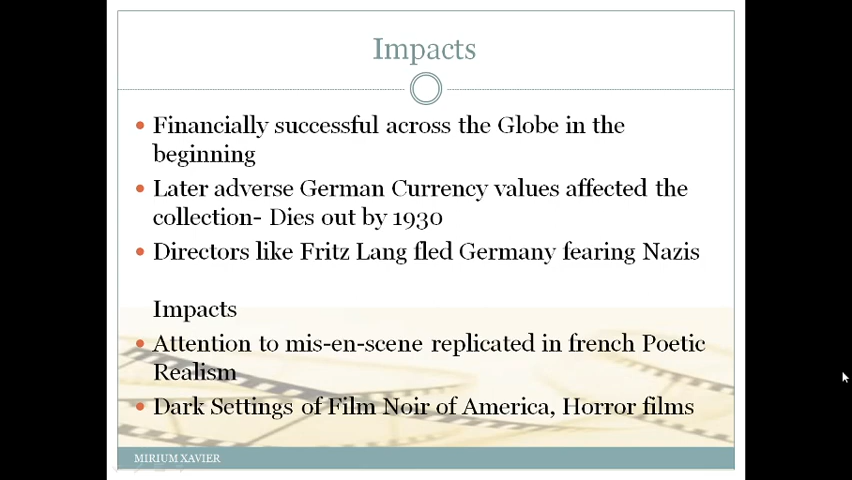 Impacts
• Financially successful across the Globe in the
beginning
• Later adverse German Currency values affected the
collection- Dies out by 1930
• Directors like Fritz Lang fled Germany fearing Nazis
Impacts
• Attention to mis-en-scene replicated in french Poetic
Realism
• Dark Settings of Film Noir of America, Horror films
MIRIUM XAVIER